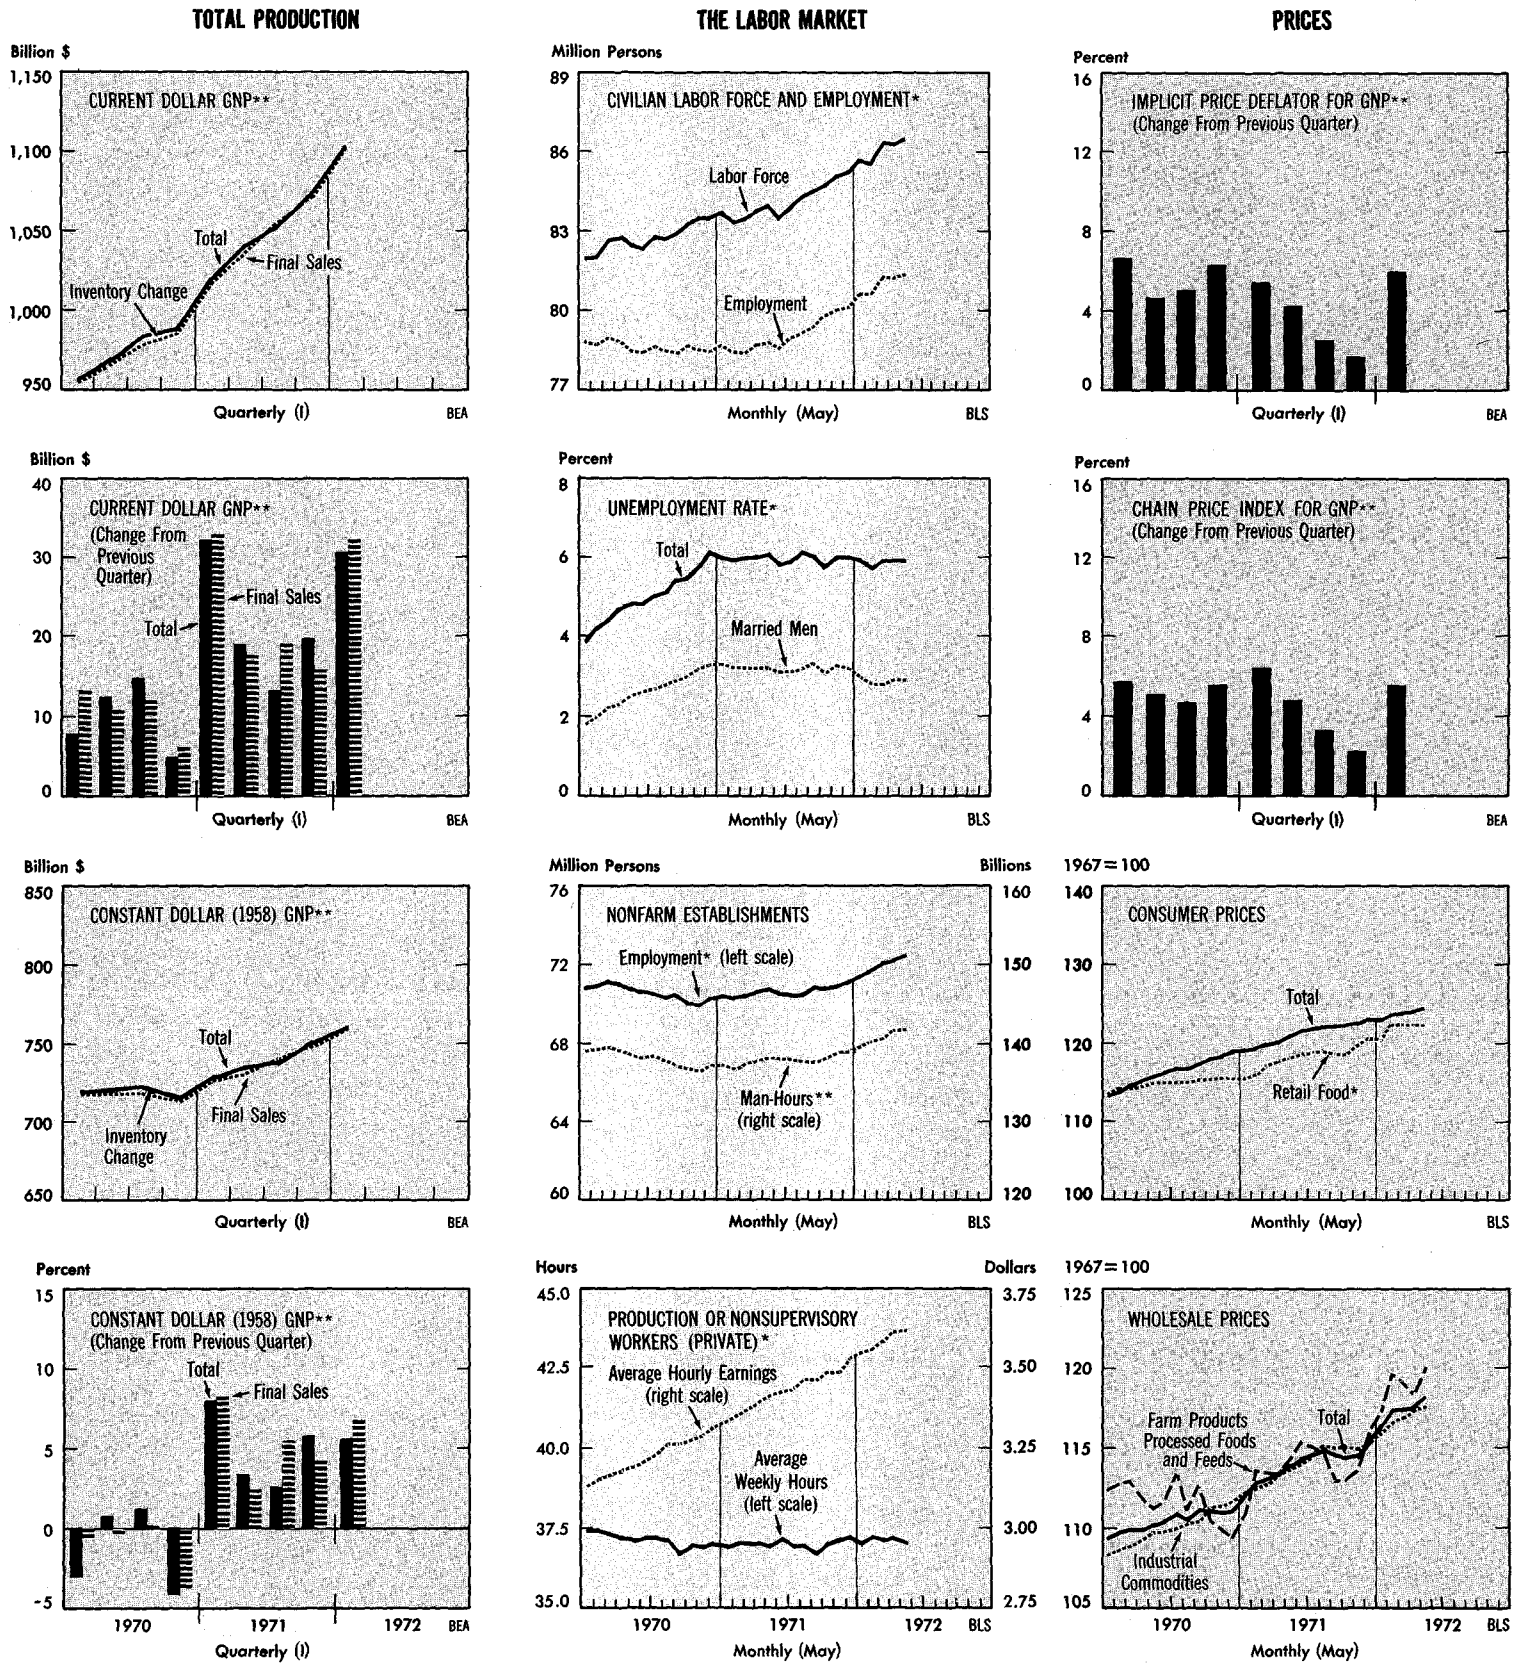 TOTAL PRODUCTION
Billion $
1,150
1,100
1,050
1,000
950
CURRENT DOLLAR GNP**
Total
Final Sales
Inventory Change
Quarterly (I)
BEA
Billion $
40
30
20
10
0
CURRENT DOLLAR GNP**
(Change From
Previous
Quarter)
Final Sales
Total
Quarterly (I)
BEA
Billion $
850
800
750
700
650
CONSTANT DOLLAR (1958) GNP**
Total
Final Sales
Inventory
Change
Quarterly (I)
BEA
Percent
15
10
5
0
-5
CONSTANT DOLLAR (1958) GNP**
(Change From Previous Quarter)
Total
Final Sales
1970
1971
1972
BEA
Quarterly (I)
THE LABOR MARKET
Million Persons
89
86
83
80
77
CIVILIAN LABOR FORCE AND EMPLOYMENT*
Labor Force
Employment
Monthly (May)
BLS
Percent
8
6
4
2
0
UNEMPLOYMENT RATE*
Total
Married Men
Monthly (May)
BLS
Million Persons
Billions
76
72
68
64
60
160
150
140
130
120
NONFARM ESTABLISHMENTS
Employment* (left scale)
Man-Hours**
(right scale)
Monthly (May)
BLS
Hours
Dollars
45.0
42.5
40.0
37.5
35.0
3.75
3.50
3.25
3.00
2.75
PRODUCTION OR NONSUPERVISORY
WORKERS (PRIVATE)*
Average Hourly Earnings
(right scale)
Average
Weekly Hours
(left scale)
1970
1971
1972
BLS
Monthly (May)
PRICES
Percent
16
12
8
4
0
IMPLICIT PRICE DEFLATOR FOR GNP**
(Change From Previous Quarter)
Quarterly (I)
BEA
Percent
16
12
8
4
0
CHAIN PRICE INDEX FOR GNP**
(Change From Previous Quarter)
Quarterly (I)
BEA
1967=100
140
130
120
110
100
CONSUMER PRICES
Total
Retail Food*
Monthly (May)
BLS
1967=100
125
120
115
110
105
WHOLESALE PRICES
Farm Products
Processed Foods
and Feeds
Total
Industrial
Commodities
1970
1971
1972
BLS
Monthly (May)